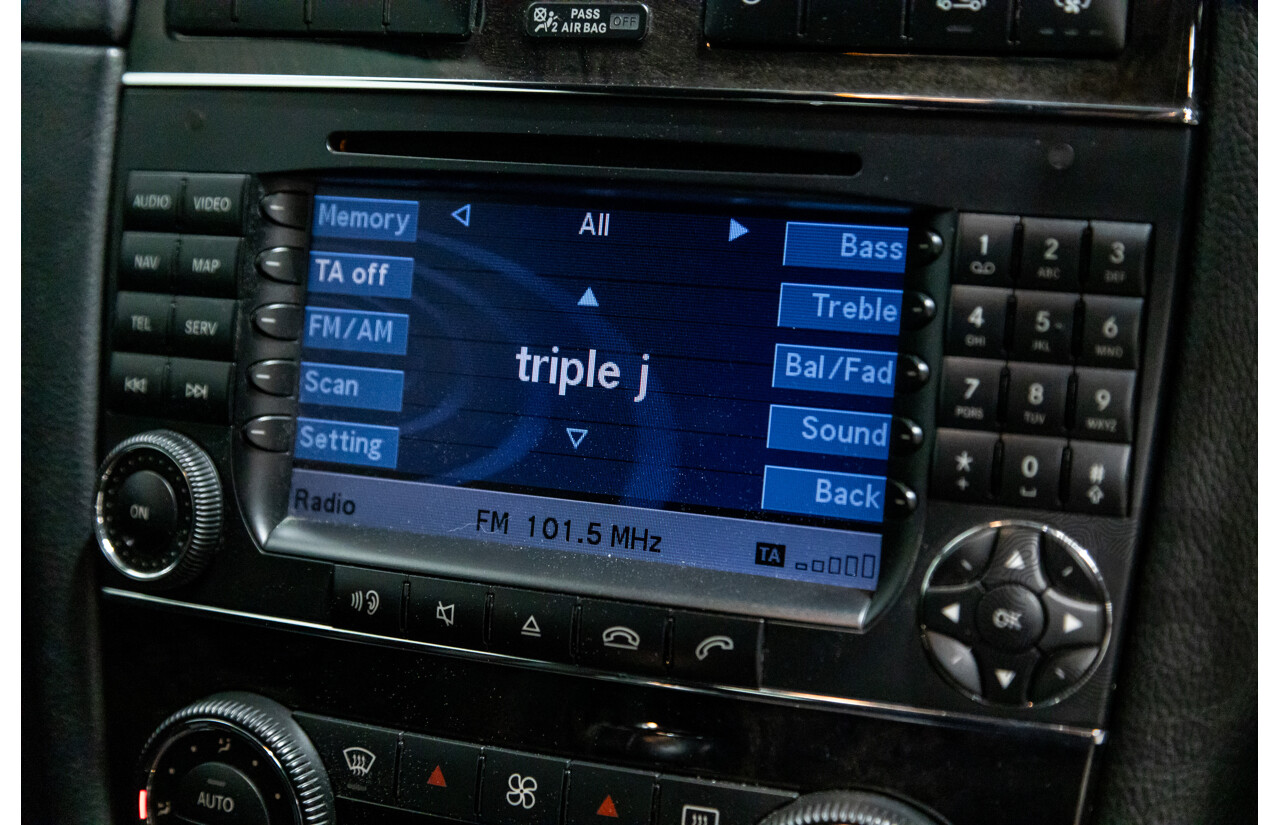 PASS
2 AIR BAG OFF
AUDIO VIDEO
NAV MAP
TEL SERV
ON
Memory
TA off
FM/AM
Scan
Setting
All
triple j
Bass
Treble
Bal/Fad
Sound
Back
Radio FM 101.5 MHz TA
1 2 ABC 3 DEF
4 GHI 5 JKL 6 MNO
7 PQRS 8 TUV 9 WXYZ
* + 0 #
OK
AUTO